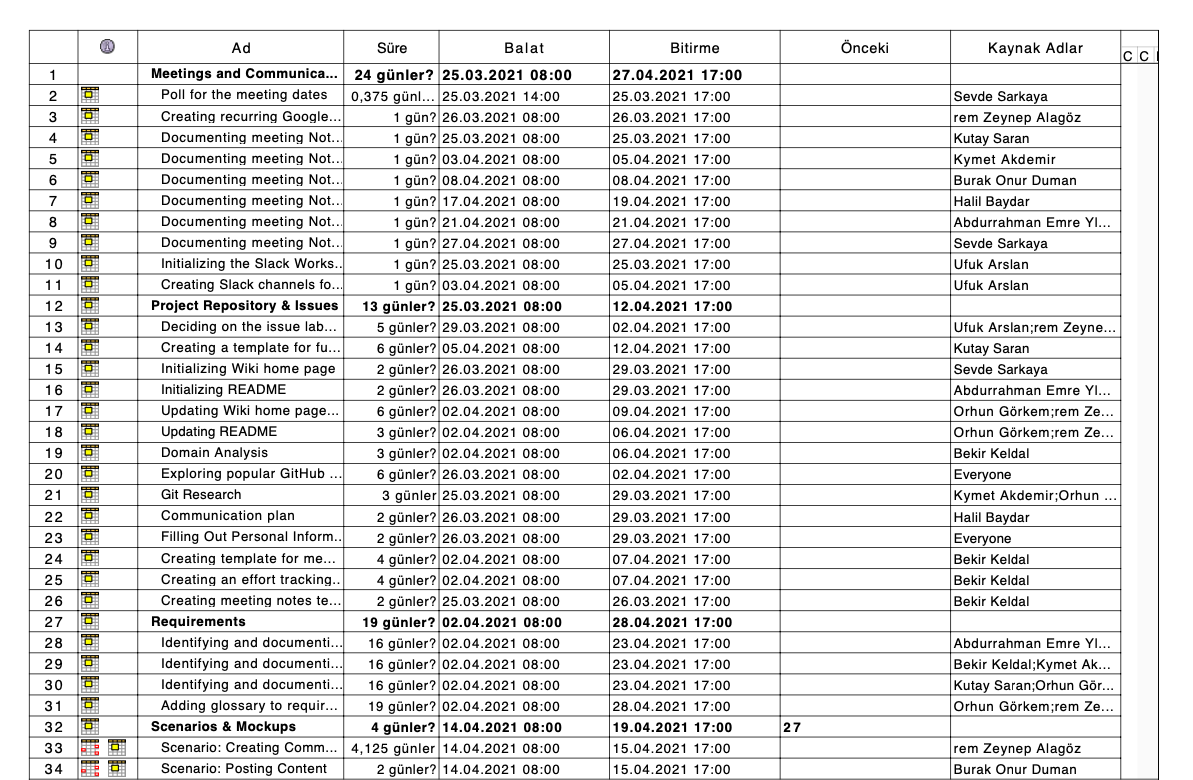 Ad Süre Balat Bitirme Önceki Kaynak Adlar C C
1 Meetings and Communica... 24 günler? 25.03.2021 08:00 27.04.2021 17:00
2 Poll for the meeting dates 0,375 günl... 25.03.2021 14:00 25.03.2021 17:00 Sevde Sarkaya
3 Creating recurring Google... 1 gün? 26.03.2021 08:00 26.03.2021 17:00 rem Zeynep Alagöz
4 Documenting meeting Not... 1 gün? 25.03.2021 08:00 25.03.2021 17:00 Kutay Saran
5 Documenting meeting Not... 1 gün? 03.04.2021 08:00 05.04.2021 17:00 Kymet Akdemir
6 Documenting meeting Not... 1 gün? 08.04.2021 08:00 08.04.2021 17:00 Burak Onur Duman
7 Documenting meeting Not... 1 gün? 17.04.2021 08:00 19.04.2021 17:00 Halil Baydar
8 Documenting meeting Not... 1 gün? 21.04.2021 08:00 21.04.2021 17:00 Abdurrahman Emre Yl...
9 Documenting meeting Not... 1 gün? 27.04.2021 08:00 27.04.2021 17:00 Sevde Sarkaya
10 Initializing the Slack Works.. 1 gün? 25.03.2021 08:00 25.03.2021 17:00 Ufuk Arslan
11 Creating Slack channels fo... 1 gün? 03.04.2021 08:00 05.04.2021 17:00 Ufuk Arslan
12 Project Repository & Issues 13 günler? 25.03.2021 08:00 12.04.2021 17:00
13 Deciding on the issue lab... 5 günler? 29.03.2021 08:00 02.04.2021 17:00 Ufuk Arslan;rem Zeyne...
14 Creating a template for fu... 6 günler? 05.04.2021 08:00 12.04.2021 17:00 Kutay Saran
15 Initializing Wiki home page 2 günler? 26.03.2021 08:00 29.03.2021 17:00 Sevde Sarkaya
16 Initializing README 2 günler? 26.03.2021 08:00 29.03.2021 17:00 Abdurrahman Emre Yl...
17 Updating Wiki home page... 6 günler? 02.04.2021 08:00 09.04.2021 17:00 Orhun Görkem;rem Ze...
18 Updating README 3 günler? 02.04.2021 08:00 06.04.2021 17:00 Orhun Görkem;rem Ze...
19 Domain Analysis 3 günler? 02.04.2021 08:00 06.04.2021 17:00 Bekir Keldal
20 Exploring popular GitHub ... 6 günler? 26.03.2021 08:00 02.04.2021 17:00 Everyone
21 Git Research 3 günler 25.03.2021 08:00 29.03.2021 17:00 Kymet Akdemir;Orhun ...
22 Communication plan 2 günler? 26.03.2021 08:00 29.03.2021 17:00 Halil Baydar
23 Filling Out Personal Inform.. 2 günler? 26.03.2021 08:00 29.03.2021 17:00 Everyone
24 Creating template for me... 4 günler? 02.04.2021 08:00 07.04.2021 17:00 Bekir Keldal
25 Creating an effort tracking.. 4 günler? 02.04.2021 08:00 07.04.2021 17:00 Bekir Keldal
26 Creating meeting notes te... 2 günler? 25.03.2021 08:00 26.03.2021 17:00 Bekir Keldal
27 Requirements 19 günler? 02.04.2021 08:00 28.04.2021 17:00
28 Identifying and documenti... 16 günler? 02.04.2021 08:00 23.04.2021 17:00 Abdurrahman Emre Yl...
29 Identifying and documenti... 16 günler? 02.04.2021 08:00 23.04.2021 17:00 Bekir Keldal;Kymet Ak...
30 Identifying and documenti... 16 günler? 02.04.2021 08:00 23.04.2021 17:00 Kutay Saran;Orhun Gör...
31 Adding glossary to requir... 19 günler? 02.04.2021 08:00 28.04.2021 17:00 Orhun Görkem;rem Ze...
32 Scenarios & Mockups 4 günler? 14.04.2021 08:00 19.04.2021 17:00 27
33 Scenario: Creating Comm... 4,125 günler 14.04.2021 08:00 15.04.2021 17:00 rem Zeynep Alagöz
34 Scenario: Posting Content 2 günler? 14.04.2021 08:00 15.04.2021 17:00 Burak Onur Duman